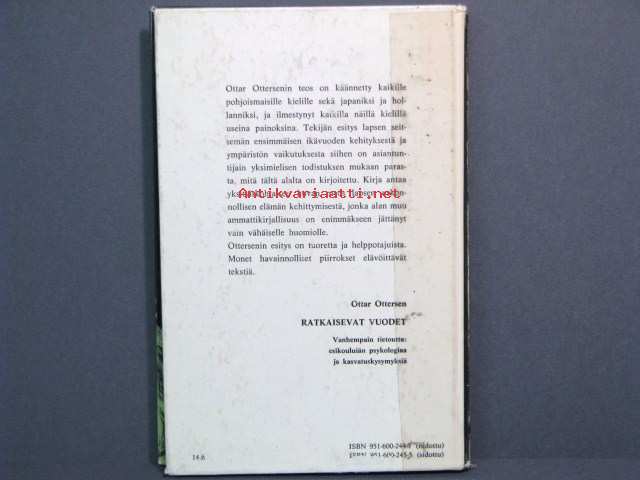 Ottar Ottersenin teos on käännetty kaikille
pohjoismaisille kielille sekä japaniksi ja hol-
lanniksi, ja ilmestynyt kaikilla näillä kielillä
useina painoksina. Tekijän esitys lapsen seit-
semän ensimmäisen ikävuoden kehityksestä ja
ympäristön vaikutuksesta siihen on asiantun-
tijain yksimielisen todistuksen mukaan paras-
ta, mitä tältä alalta on kirjoitettu. Kirja antaa
Antikvariaatti.net
nollisen elämän kehittymisestä, jonka alan muu
ammattikirjallisuus on enimmäkseen jättänyt
vain vähäiselle huomiolle.
Ottersenin esitys on tuoretta ja helppotajuista.
Monet havainnolliset piirrokset elävöittävät
tekstiä.
Ottar Ottersen
RATKAISEVAT VUODET
Vanhempain tietoutta:
esikouluiän psykologiaa
ja kasvatuskysymyksiä
ISBN (sidottu)
(sidottu)
14.6